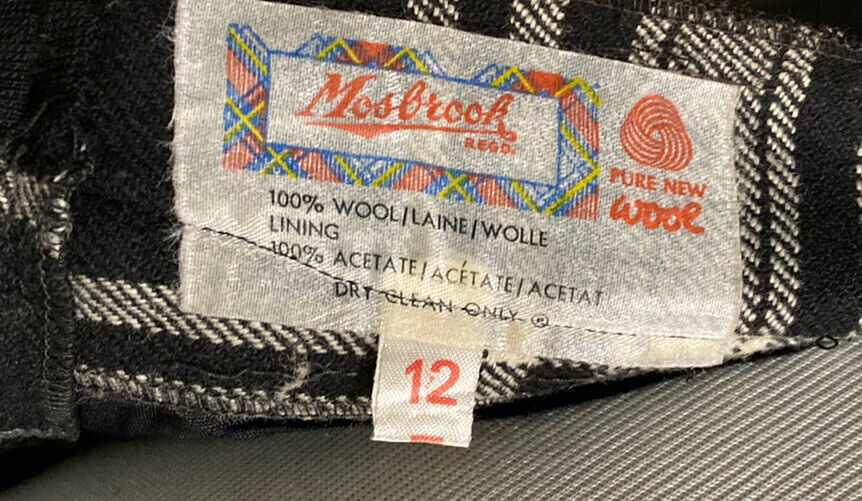 Mosbrook
REGD.
PURE NEW
wool
100% WOOL/LAINE/WOLLE
LINING
100% ACETATE/ACÉTATE/ACETAT
DRY CLEAN ONLY ®
12